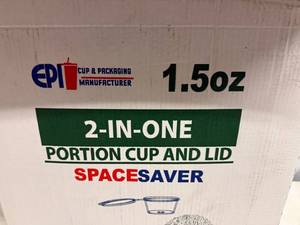 EPI CUP & PACKAGING
MANUFACTURER
1.5oz
2-IN-ONE
PORTION CUP AND LID
SPACESAVER